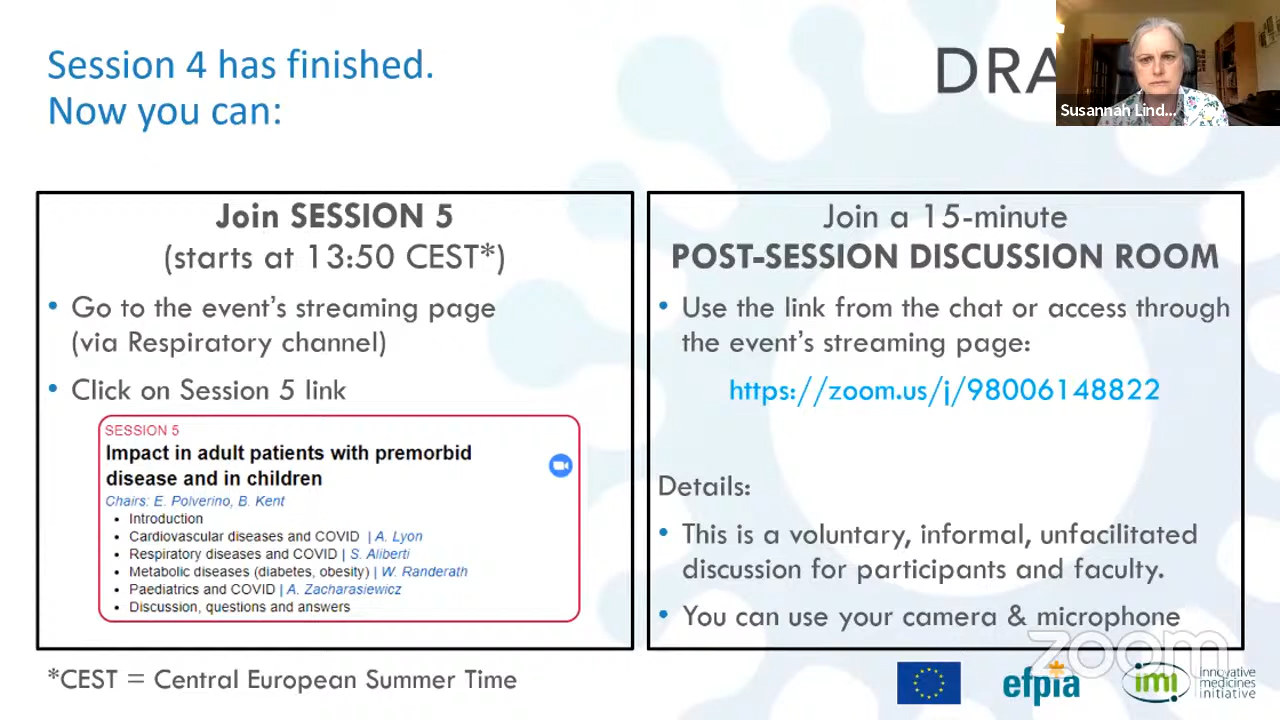 Session 4 has finished.
Now you can:
DRA
Susannah Lind...
Join SESSION 5
(starts at 13:50 CEST*)
• Go to the event’s streaming page
(via Respiratory channel)
• Click on Session 5 link
SESSION 5
Impact in adult patients with premorbid
disease and in children
Chairs: E. Polverino, B. Kent
• Introduction
• Cardiovascular diseases and COVID | A. Lyon
• Respiratory diseases and COVID | S. Aliberti
• Metabolic diseases (diabetes, obesity) | W. Randerath
• Paediatrics and COVID | A. Zacharasiewicz
• Discussion, questions and answers
Join a 15-minute
POST-SESSION DISCUSSION ROOM
• Use the link from the chat or access through
the event’s streaming page:
https://zoom.us/j/98006148822
Details:
• This is a voluntary, informal, unfacilitated
discussion for participants and faculty.
• You can use your camera & microphone
zoom
*CEST = Central European Summer Time
efpia
imi
innovative
medicines
initiative